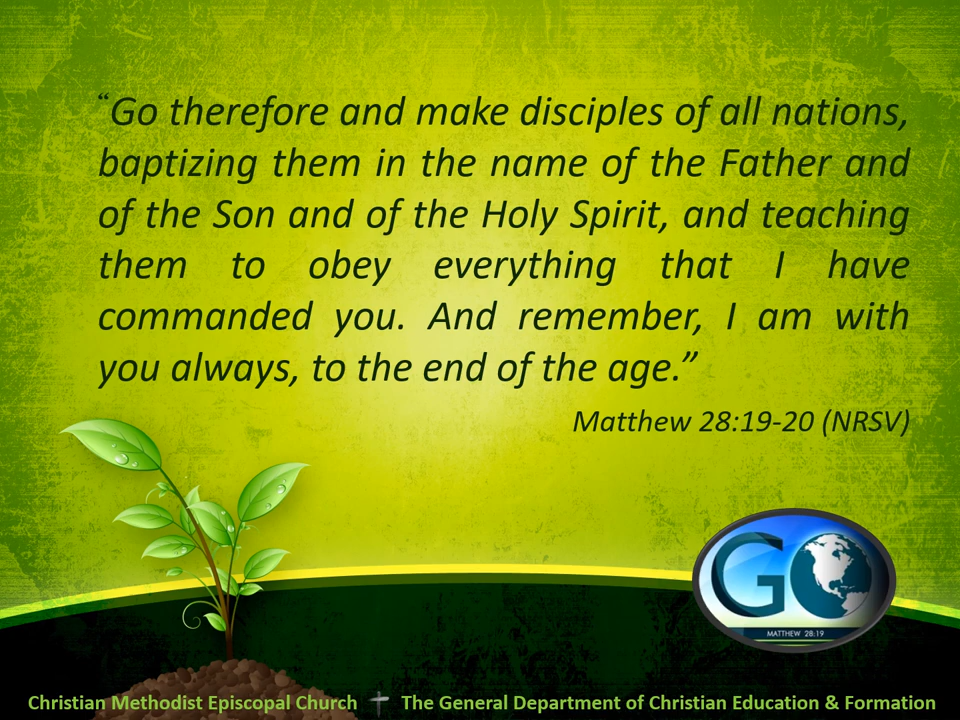 “Go therefore and make disciples of all nations,
baptizing them in the name of the Father and
of the Son and of the Holy Spirit, and teaching
them to obey everything that I have
commanded you. And remember, I am with
you always, to the end of the age.”
Matthew 28:19-20 (NRSV)
GO
MATTHEW 28:19
Christian Methodist Episcopal Church The General Department of Christian Education & Formation